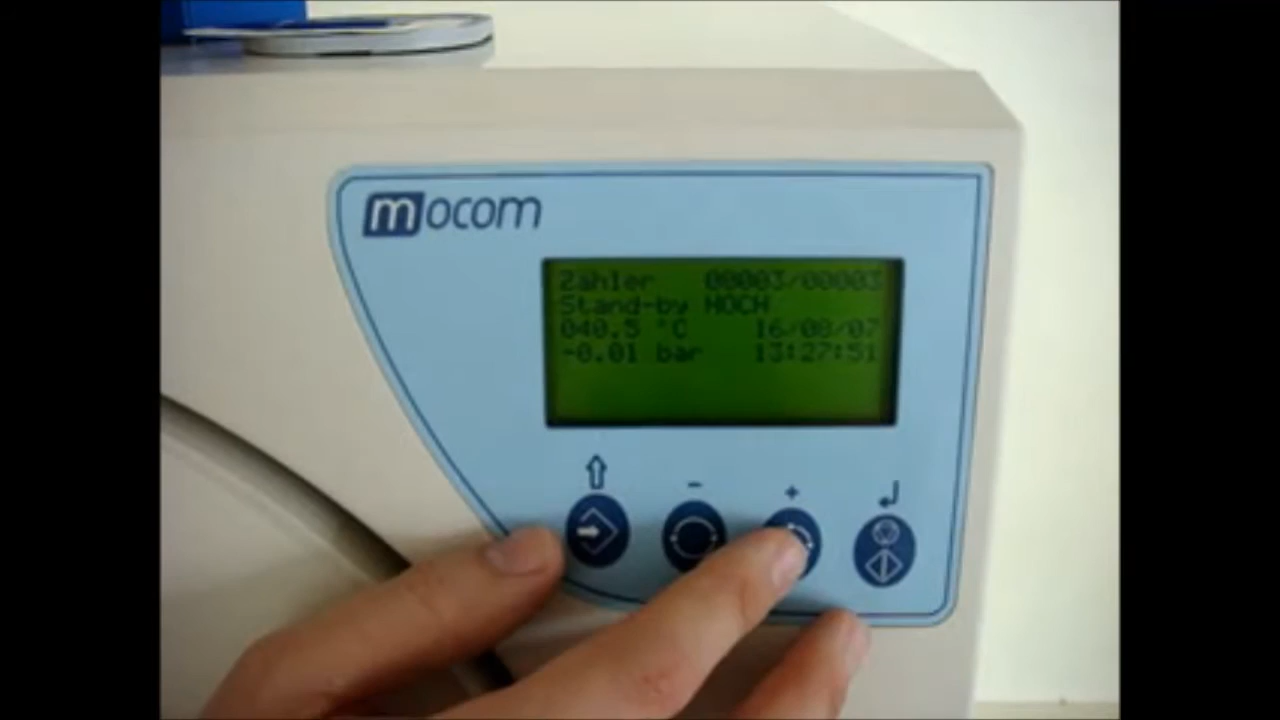 mocom
Zähler 00003/00003
Stand-by HOCH
040.5 °C 16/08/07
-0.01 bar 13:27:51
- +